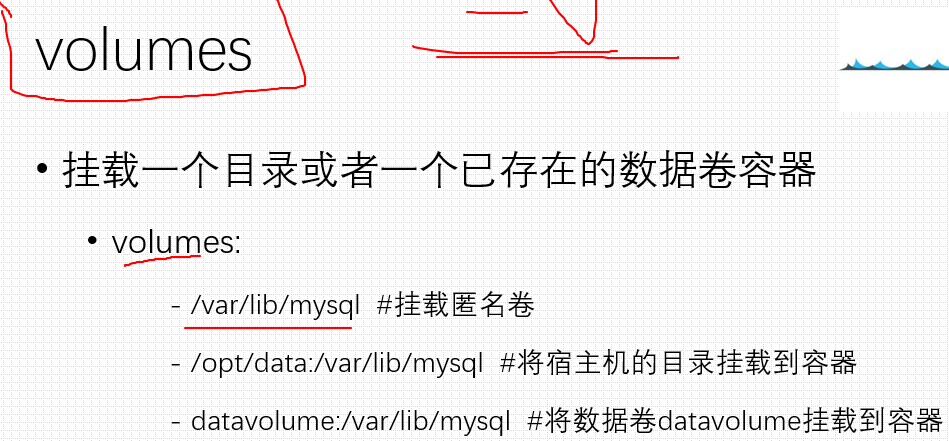 volumes
• 挂载一个目录或者一个已存在的数据卷容器
• volumes:
- /var/lib/mysql #挂载匿名卷
- /opt/data:/var/lib/mysql #将宿主机的目录挂载到容器
- datavolume:/var/lib/mysql #将数据卷datavolume挂载到容器